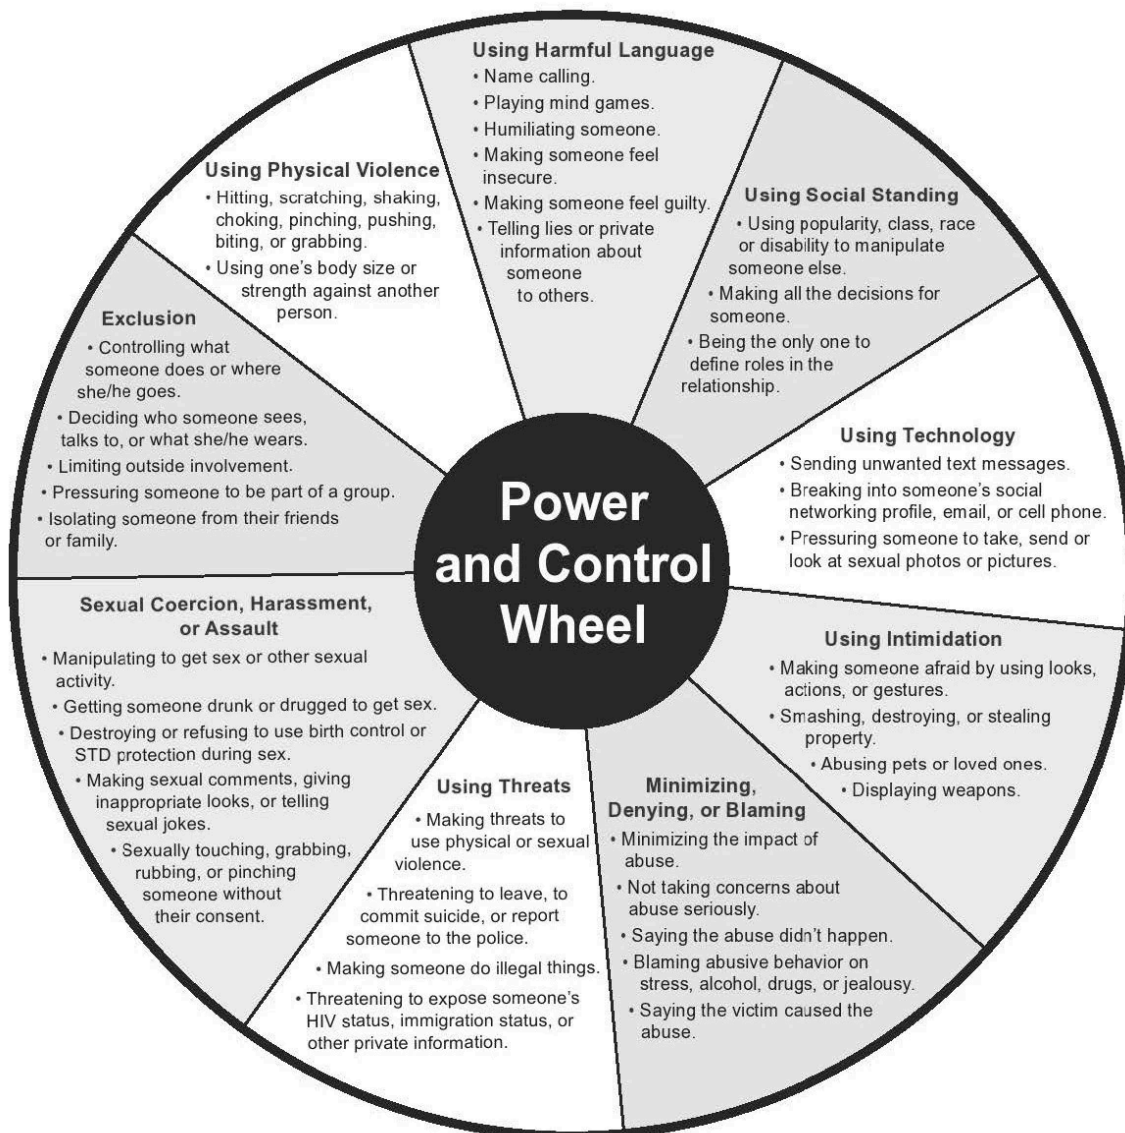 Using Harmful Language
• Name calling.
• Playing mind games.
• Humiliating someone.
• Making someone feel
insecure.
• Making someone feel guilty.
• Telling lies or private
information about
someone
to others.
Using Social Standing
• Using popularity, class, race
or disability to manipulate
someone else.
• Making all the decisions for
someone.
• Being the only one to
define roles in the
relationship.
Using Technology
• Sending unwanted text messages.
• Breaking into someone's social
networking profile, email, or cell phone.
• Pressuring someone to take, send or
look at sexual photos or pictures.
Using Intimidation
• Making someone afraid by using looks,
actions, or gestures.
• Smashing, destroying, or stealing
property.
• Abusing pets or loved ones.
• Displaying weapons.
Minimizing,
Denying, or Blaming
• Minimizing the impact of
abuse.
• Not taking concerns about
abuse seriously.
• Saying the abuse didn't happen.
• Blaming abusive behavior on
stress, alcohol, drugs, or jealousy.
• Saying the victim caused the
abuse.
Using Threats
• Making threats to
use physical or sexual
violence.
• Threatening to leave, to
commit suicide, or report
someone to the police.
• Making someone do illegal things.
• Threatening to expose someone's
HIV status, immigration status, or
other private information.
Sexual Coercion, Harassment,
or Assault
• Manipulating to get sex or other sexual
activity.
• Getting someone drunk or drugged to get sex.
• Destroying or refusing to use birth control or
STD protection during sex.
• Making sexual comments, giving
inappropriate looks, or telling
sexual jokes.
• Sexually touching, grabbing,
rubbing, or pinching
someone without
their consent.
Exclusion
• Controlling what
someone does or where
she/he goes.
• Deciding who someone sees,
talks to, or what she/he wears.
• Limiting outside involvement.
• Pressuring someone to be part of a group.
• Isolating someone from their friends
or family.
Using Physical Violence
• Hitting, scratching, shaking,
choking, pinching, pushing,
biting, or grabbing.
• Using one's body size or
strength against another
person.
Power
and Control
Wheel